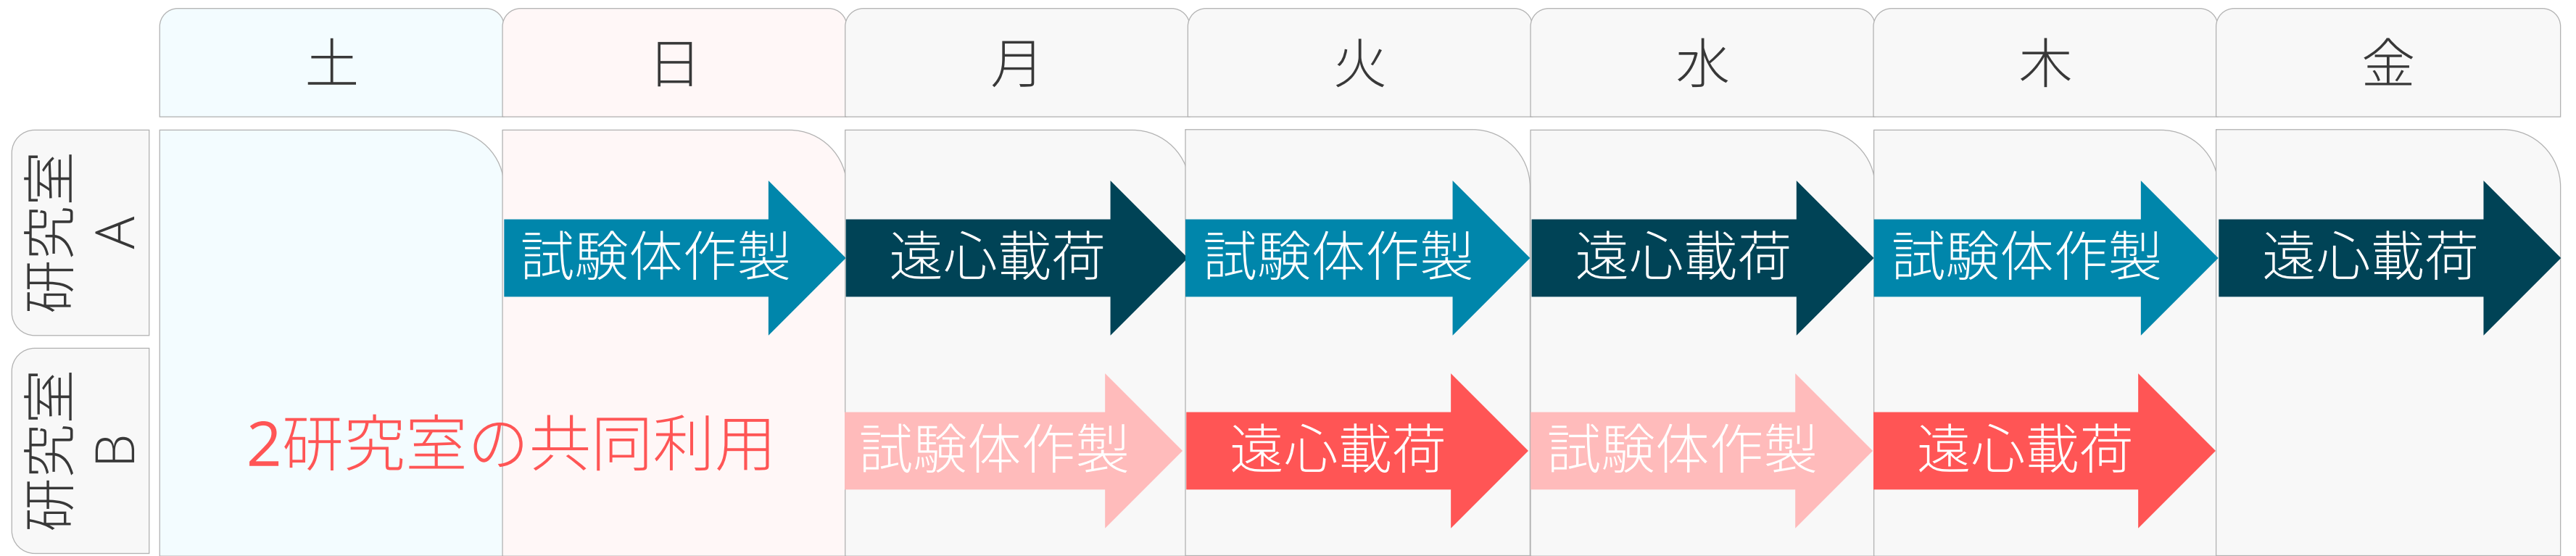 土
日
月
火
水
木
金
研究室
A
試験体作製
遠心載荷
試験体作製
遠心載荷
試験体作製
遠心載荷
研究室
B
2研究室の共同利用
試験体作製
遠心載荷
試験体作製
遠心載荷